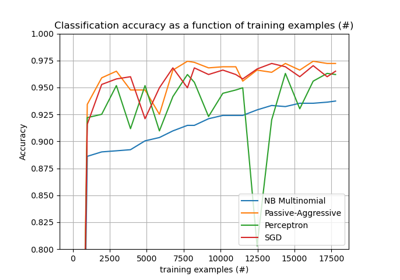 Classification accuracy as a function of training examples (#)
1.000
0.975
0.950
0.925
0.900
0.875
0.850
0.825
0.800
Accuracy
NB Multinomial
Passive-Aggressive
Perceptron
SGD
0 2500 5000 7500 10000 12500 15000 17500
training examples (#)